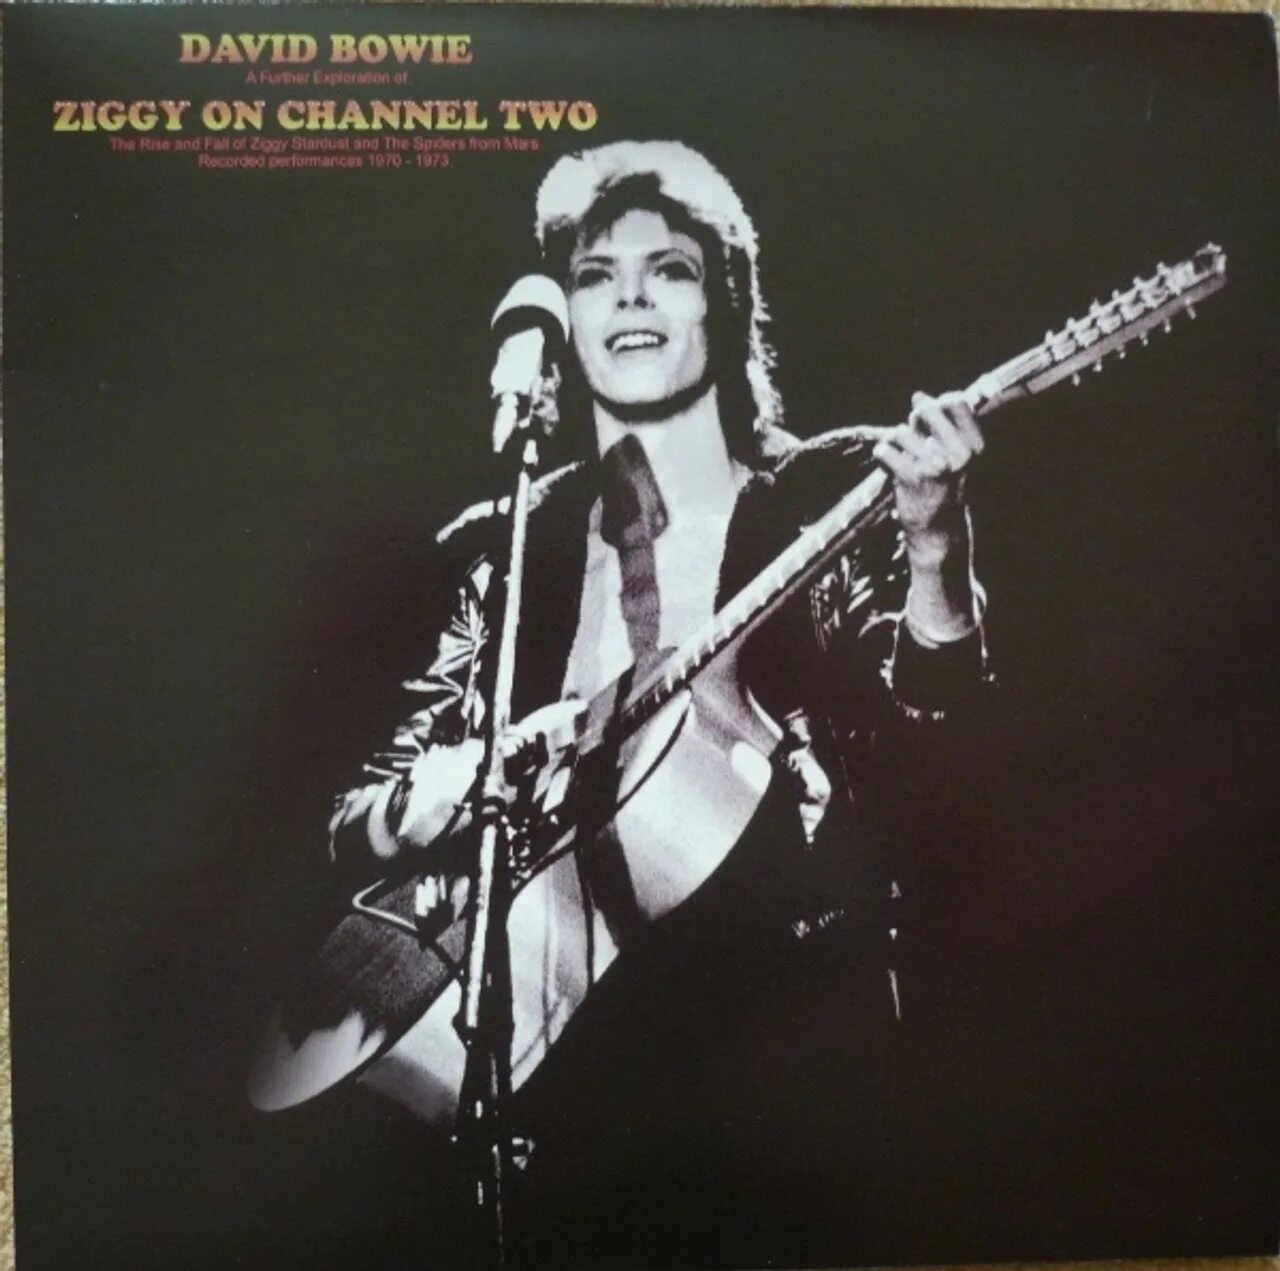 DAVID BOWIE
A Further Exploration of
ZIGGY ON CHANNEL TWO
The Rise and Fall of Ziggy Stardust and The Spiders from Mars
Recorded performances 1970 - 1973